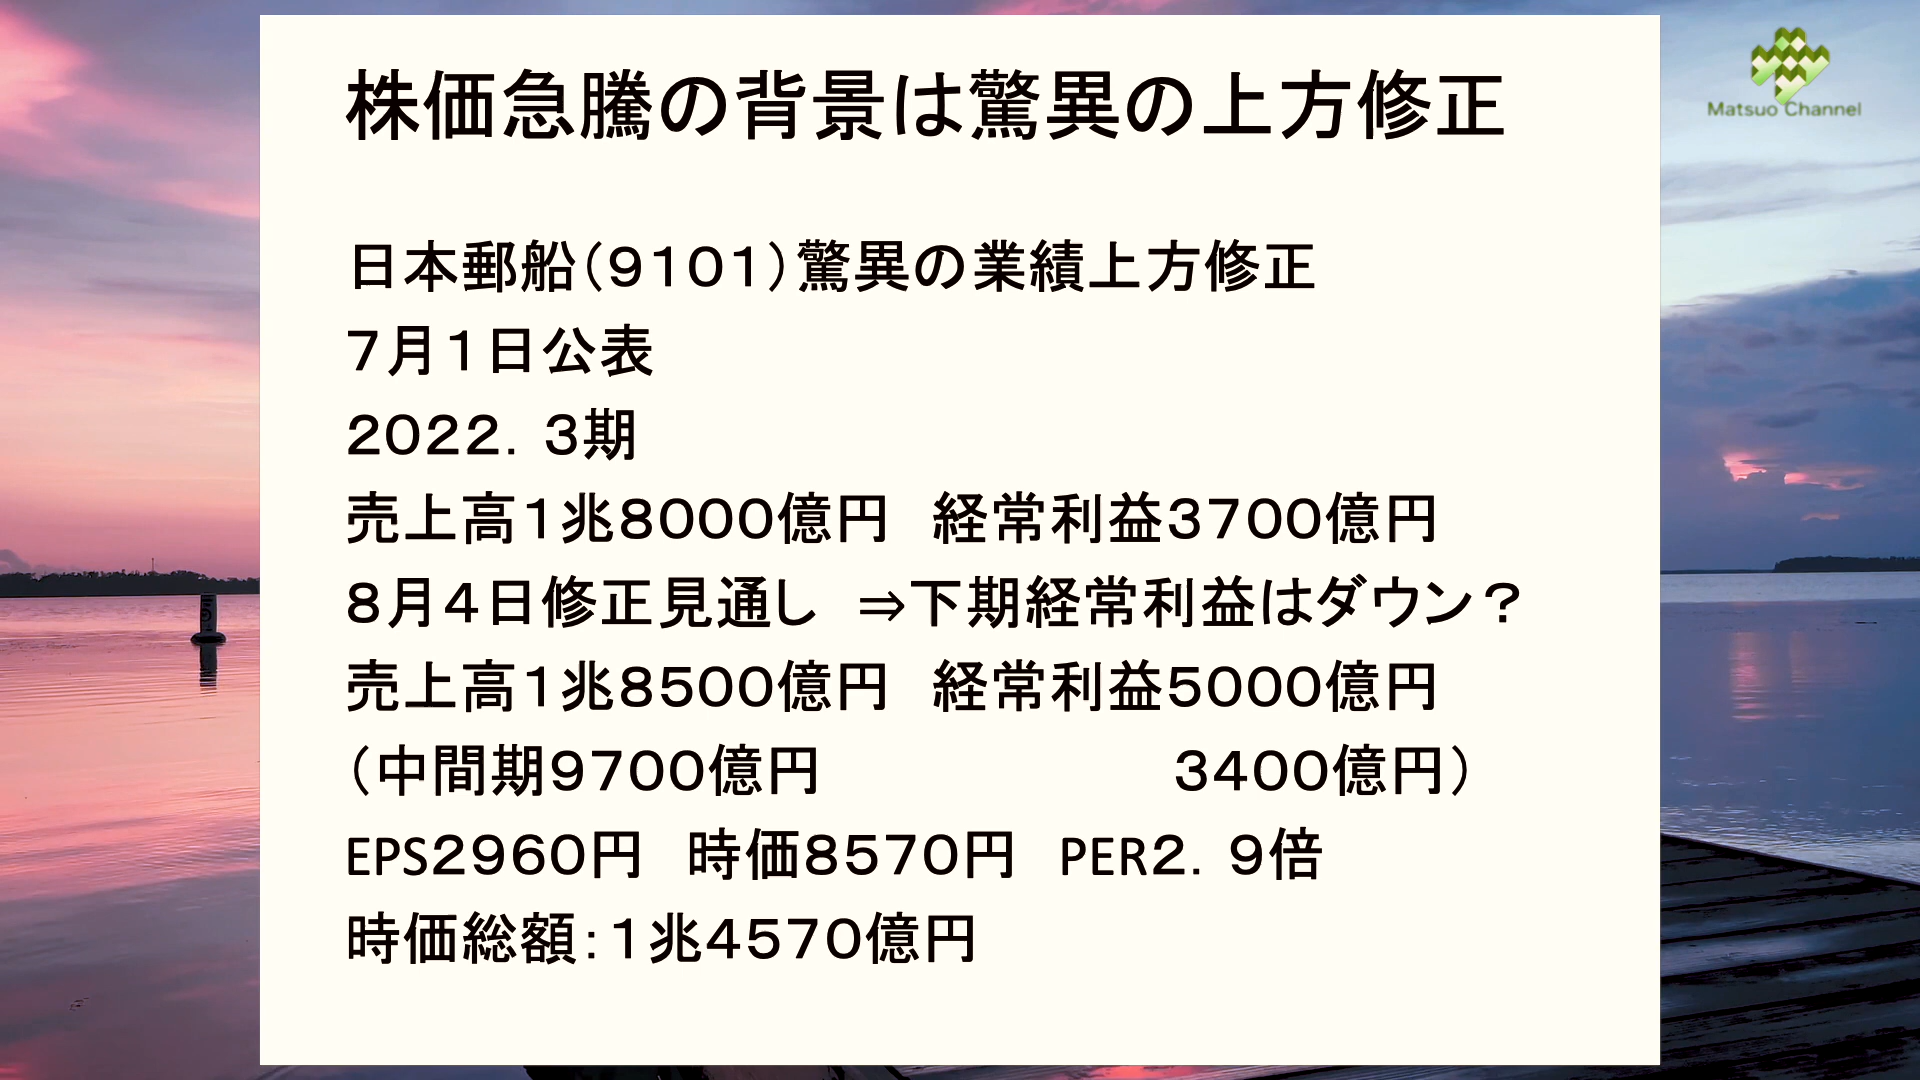 株価急騰の背景は驚異の上方修正
Matsuo Channel
日本郵船（９１０１）驚異の業績上方修正
７月１日公表
２０２２．３期
売上高１兆８０００億円　経常利益３７００億円
８月４日修正見通し　⇒下期経常利益はダウン？
売上高１兆８５００億円　経常利益５０００億円
（中間期９７００億円　　　　　　３４００億円）
EPS２９６０円　時価８５７０円　PER２．９倍
時価総額：１兆４５７０億円